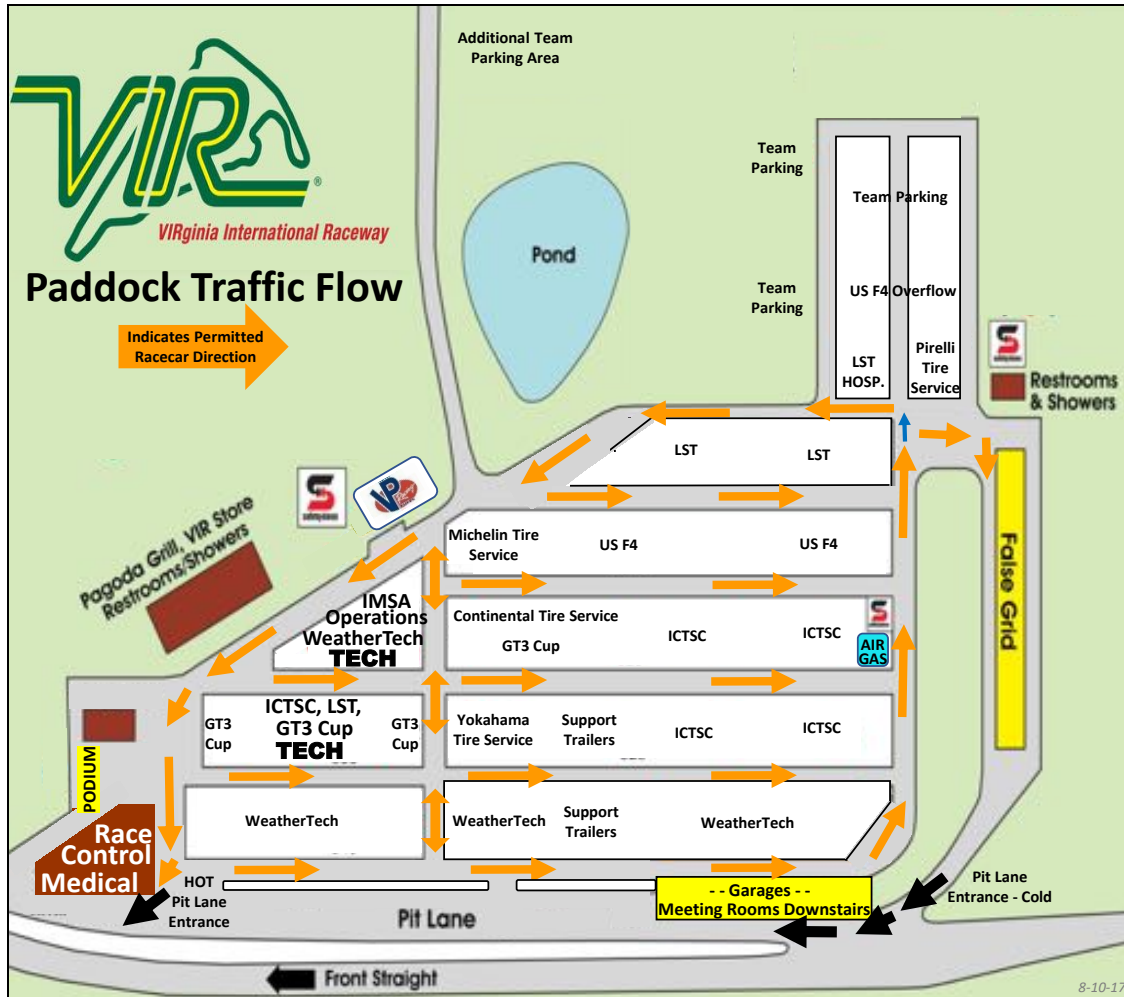 Additional Team
Parking Area
VIR
®
VIRginia International Raceway
Paddock Traffic Flow
Indicates Permitted
Racecar Direction
Pond
Team
Parking
Team
Parking
Team Parking
US F4 Overflow
LST
HOSP.
Pirelli
Tire
Service
S
Restrooms
& Showers
LST
LST
S
VP
Racing
Michelin Tire
Service
US F4
US F4
Pagoda Grill, VIR Store
Restrooms/Showers
IMSA
Operations
WeatherTech
TECH
Continental Tire Service
GT3 Cup
ICTSC
ICTSC
S
AIR
GAS
False Grid
GT3
Cup
ICTSC, LST,
GT3 Cup
TECH
GT3
Cup
Yokahama
Tire Service
Support
Trailers
ICTSC
ICTSC
PODIUM
WeatherTech
WeatherTech
Support
Trailers
WeatherTech
Race
Control
Medical
HOT
Pit Lane
Entrance
- - Garages - -
Meeting Rooms Downstairs
Pit Lane
Entrance - Cold
Pit Lane
Front Straight
8-10-17